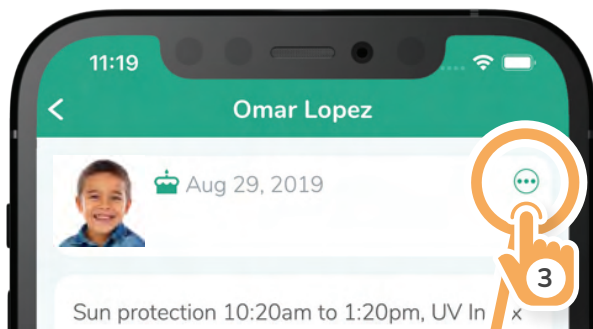 11:19
Omar Lopez
Aug 29, 2019
3
Sun protection 10:20am to 1:20pm, UV In x